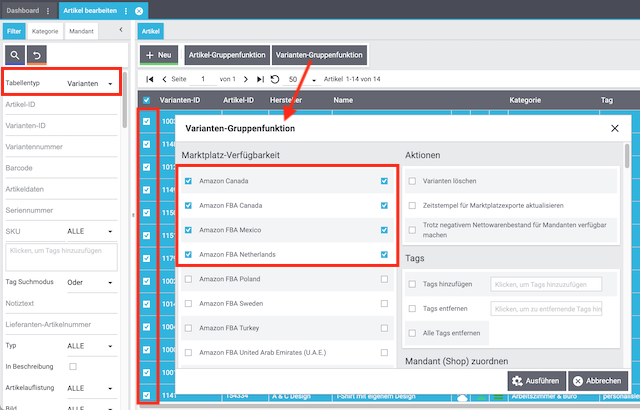 Dashboard
Artikel bearbeiten
Filter
Kategorie
Mandant
Artikel
Neu
Artikel-Gruppenfunktion
Varianten-Gruppenfunktion
Seite
1
von 1
50
Artikel 1-14 von 14
Tabellentyp
Varianten
Artikel-ID
Varianten-ID
Variantennummer
Barcode
Artikeldaten
Seriennummer
SKU
ALLE
Klicken, um Tags hinzuzufügen
Tag Suchmodus
Oder
Notiztext
Lieferanten-Artikelnummer
Typ
ALLE
In Beschreibung
Artikelauflistung
ALLE
Bild
ALLE
Varianten-ID
Artikel-ID
Hersteller
Name
Kategorie
Tag
Varianten-Gruppenfunktion
Marktplatz-Verfügbarkeit
Amazon Canada
Amazon FBA Canada
Amazon FBA Mexico
Amazon FBA Netherlands
Amazon FBA Poland
Amazon FBA Sweden
Amazon FBA Turkey
Amazon FBA United Arab Emirates (U.A.E.)
Aktionen
Varianten löschen
Zeitstempel für Marktplatzexporte aktualisieren
Trotz negativem Nettowarenbestand für Mandanten verfügbar
machen
Tags
Tags hinzufügen
Klicken, um Tags hinzuzufügen
Tags entfernen
Klicken, um zu entfernende Tags hin
Alle Tags entfernen
Mandant (Shop) zuordnen
Ausführen
Abbrechen
1141
154334
A & C Design
T-Shirt mit eigenem Design
Arbeitszimmer & Büro